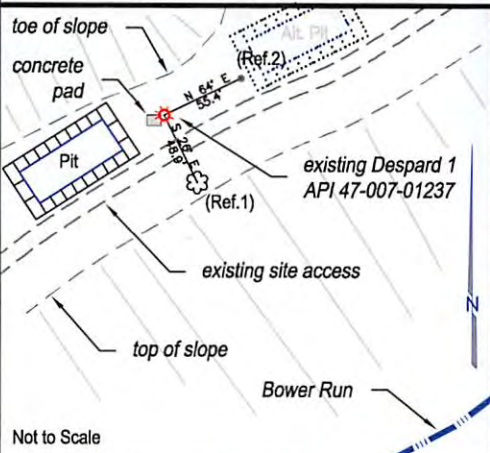 toe of slope
Alt. Pit
concrete
pad
(Ref.2)
N 64° E
55.4'
S 26° E
48.9'
Pit
existing Despard 1
API 47-007-01237
(Ref.1)
existing site access
N
top of slope
Bower Run
Not to Scale